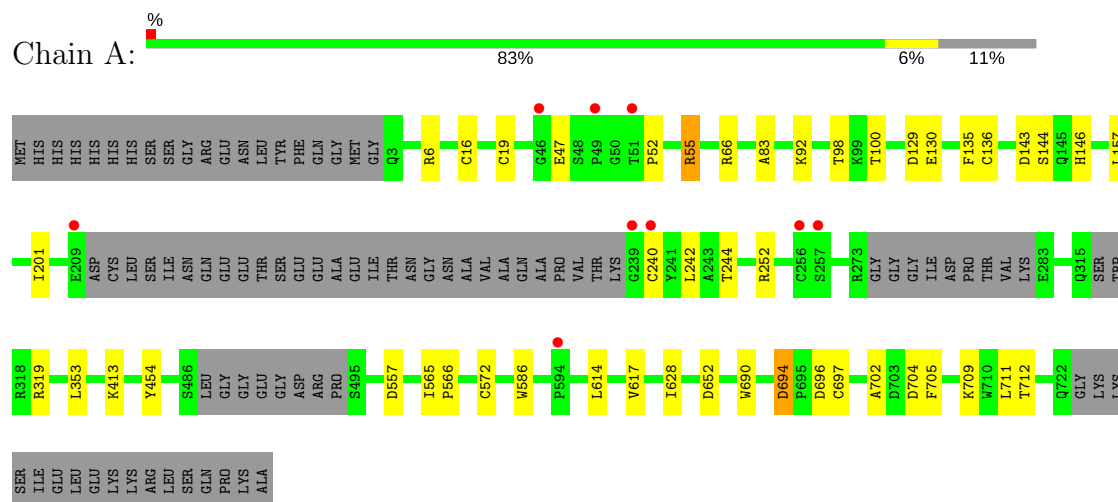 %
Chain A:
83% 6% 11%
MET HIS HIS HIS HIS HIS HIS SER SER GLY ARG GLU ASN LEU TYR PHE GLN GLY MET GLY Q3 R6 C16 C19 G46 E47 S48 P49 G50 T51 P52 R55 R66 A83 K92 T98 K99 T100 D129 E130 F135 C136 D143 S144 Q145 H146 L157
I201 E209 ASP CYS LEU SER ILE ASN GLN GLU GLU THR SER GLU GLU ALA GLU ILE THR ASN GLY ASN ALA VAL ALA GLN ALA PRO VAL THR LYS G239 C240 Y241 L242 A243 T244 R252 C256 S257 R273 GLY GLY GLY ILE ASP PRO THR VAL LYS E283 Q315 SER TRP
R318 R319 L353 K413 Y454 S486 LEU GLY GLY GLU GLY ASP ARG PRO S495 D557 I565 P566 C572 W586 P594 L614 V617 I628 D652 W690 D694 P695 D696 C697 A702 D703 D704 F705 K709 W710 L711 T712 Q722 GLY LYS LYS
SER ILE GLU LEU GLU LYS LYS ARG LEU SER GLN PRO LYS ALA